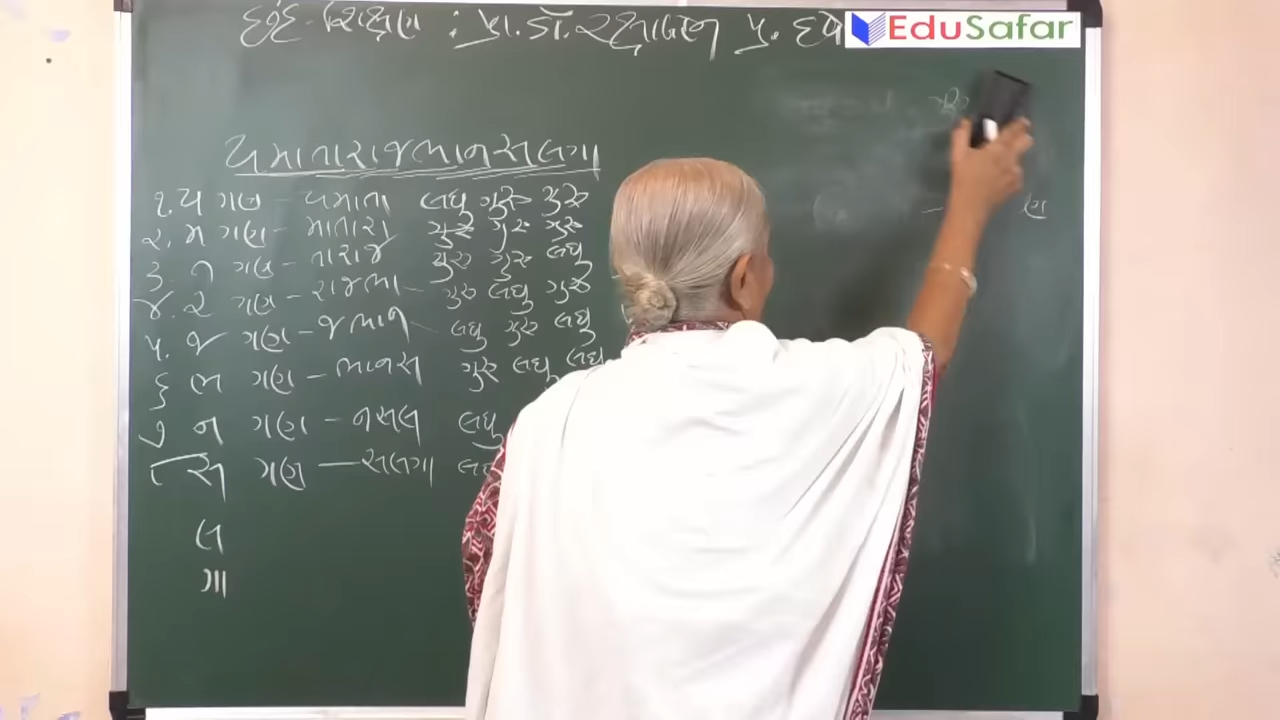 છંદ-શિક્ષણ : પ્રા. ડૉ. રક્ષાબહેન પ્ર. દવે
EduSafar
યમાતારાજભાનસલગા
૧. ય ગણ - યમાતા લઘુ ગુરુ ગુરુ
૨. મ ગણ - માતારા ગુરુ ગુરુ ગુરુ
૩. ત ગણ - તારાજ ગુરુ ગુરુ લઘુ
૪. ર ગણ - રાજભા - ગુરુ લઘુ ગુરુ
૫. જ ગણ - જભાન - લઘુ ગુરુ લઘુ
૬ ભ ગણ - ભાનસ ગુરુ લઘુ લઘુ
૭ ન ગણ - નસલ લઘુ
૮ સ ગણ - સલગા
લ
ગા